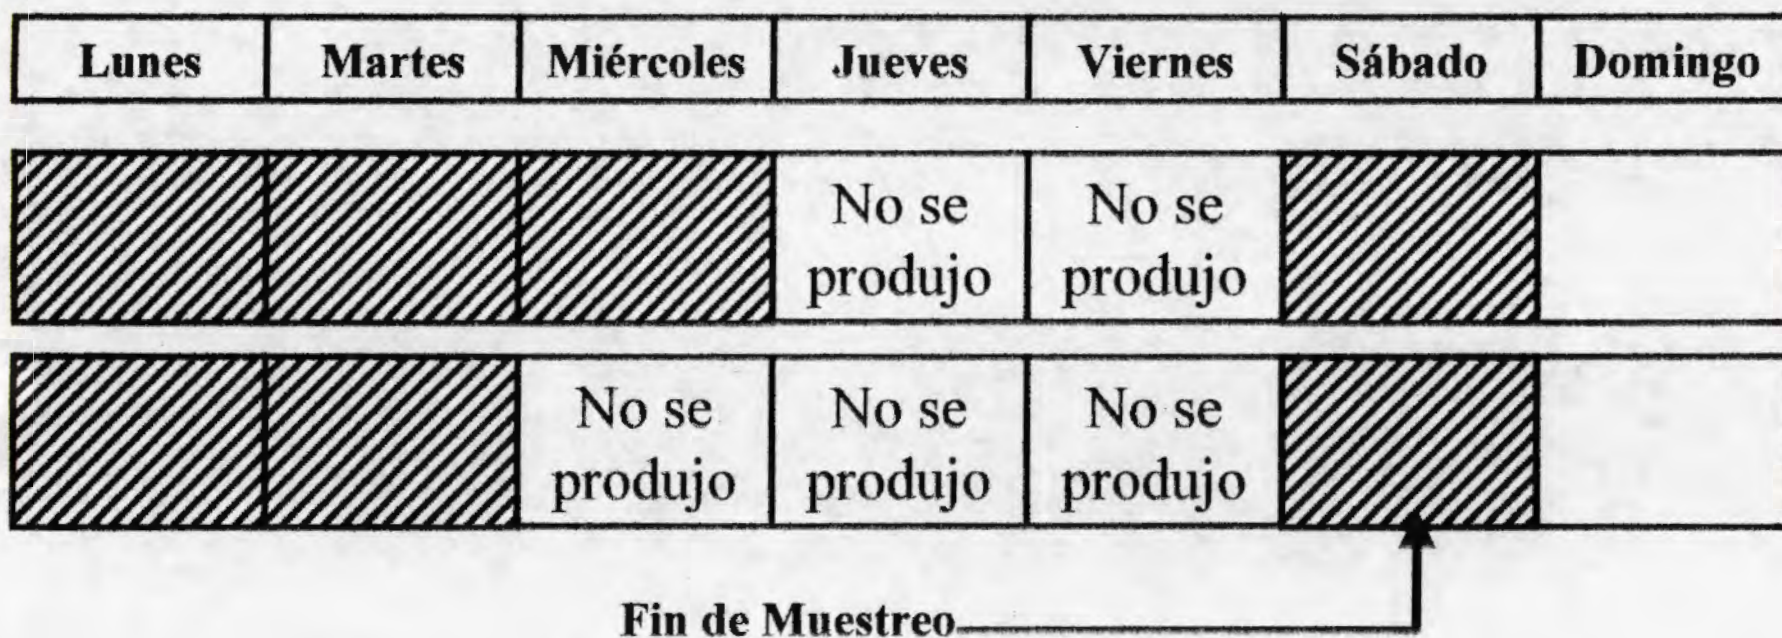 Lunes Martes Miércoles Jueves Viernes Sábado Domingo
No se No se
produjo produjo
No se No se No se
produjo produjo produjo
Fin de Muestreo